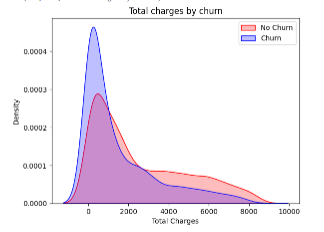 Total charges by churn
No Churn
Churn
Density
0.0004
0.0003
0.0002
0.0001
0.0000
0 2000 4000 6000 8000 10000
Total Charges